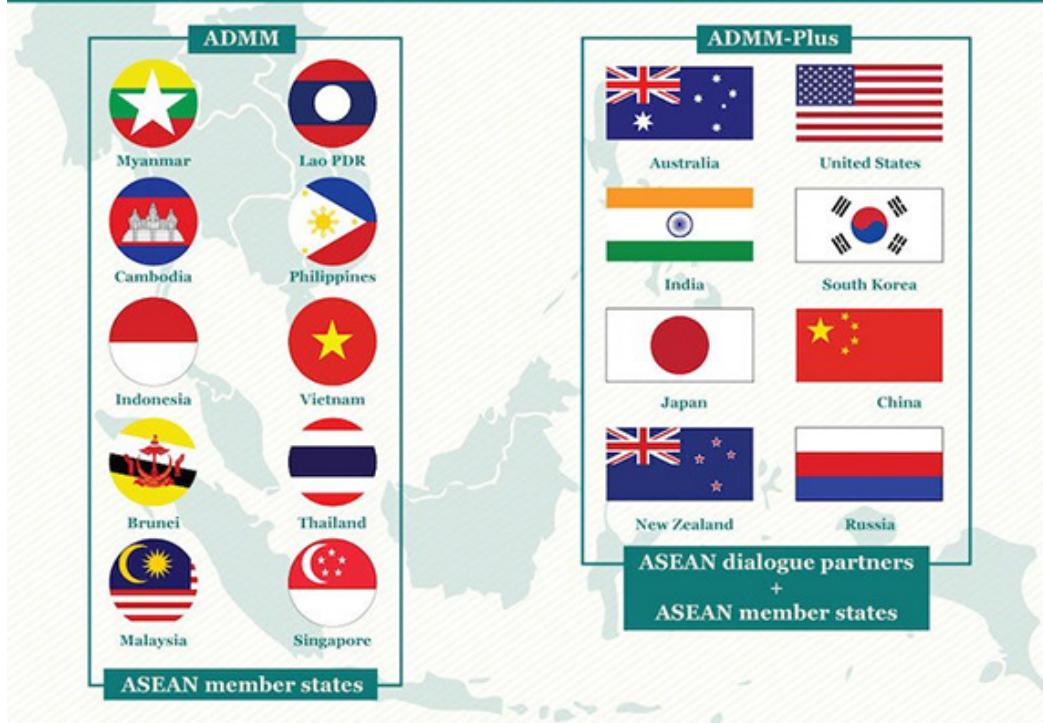 ADMM
Myanmar
Lao PDR
Cambodia
Philippines
Indonesia
Vietnam
Brunei
Thailand
Malaysia
Singapore
ASEAN member states
ADMM-Plus
Australia
United States
India
South Korea
Japan
China
New Zealand
Russia
ASEAN dialogue partners
+
ASEAN member states